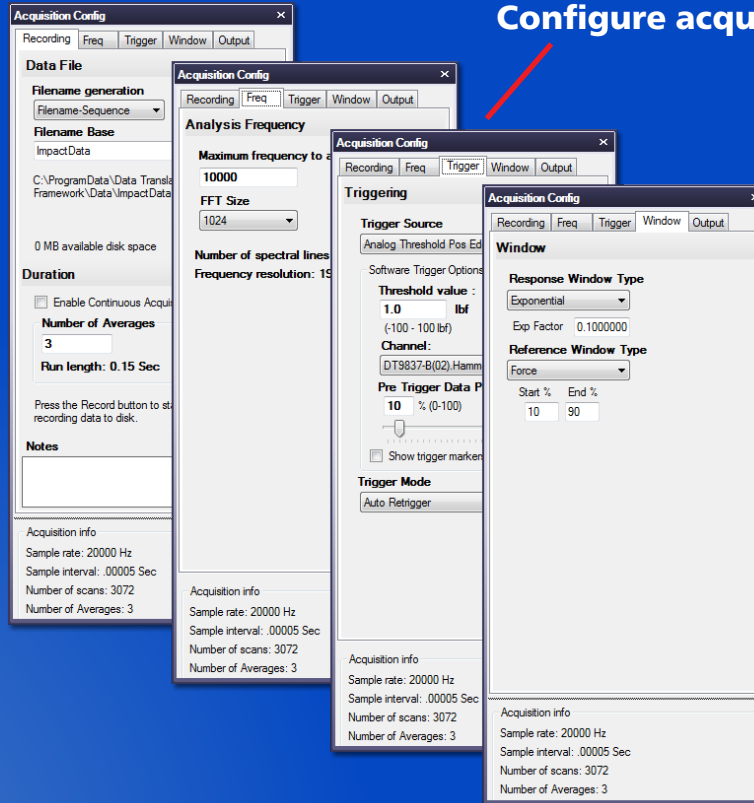 Configure acqu
Acquisition Config
Recording Freq Trigger Window Output
Data File
Filename generation
Filename-Sequence
Filename Base
ImpactData
C:\ProgramData\Data Transla
Framework\Data\ImpactData
0 MB available disk space
Duration
Enable Continuous Acqui
Number of Averages
3
Run length: 0.15 Sec
Press the Record button to sta
recording data to disk.
Notes
Acquisition info
Sample rate: 20000 Hz
Sample interval: .00005 Sec
Number of scans: 3072
Number of Averages: 3
Acquisition Config
Recording Freq Trigger Window Output
Analysis Frequency
Maximum frequency to a
10000
FFT Size
1024
Number of spectral lines
Frequency resolution: 19
Acquisition info
Sample rate: 20000 Hz
Sample interval: .00005 Sec
Number of scans: 3072
Number of Averages: 3
Acquisition Config
Recording Freq Trigger Window Output
Triggering
Trigger Source
Analog Threshold Pos Ed
Software Trigger Options
Threshold value :
1.0 lbf
(-100 - 100 lbf)
Channel:
DT9837-B(02).Hamm
Pre Trigger Data P
10 % (0-100)
Show trigger markers
Trigger Mode
Auto Retrigger
Acquisition info
Sample rate: 20000 Hz
Sample interval: .00005 Sec
Number of scans: 3072
Number of Averages: 3
Acquisition Config
Recording Freq Trigger Window Output
Window
Response Window Type
Exponential
Exp Factor 0.1000000
Reference Window Type
Force
Start % End %
10 90
Acquisition info
Sample rate: 20000 Hz
Sample interval: .00005 Sec
Number of scans: 3072
Number of Averages: 3